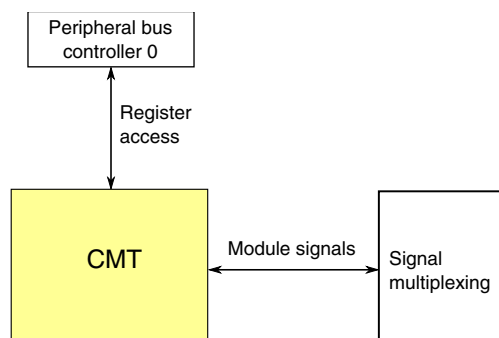 Peripheral bus
controller 0
Register
access
CMT
Module signals
Signal
multiplexing